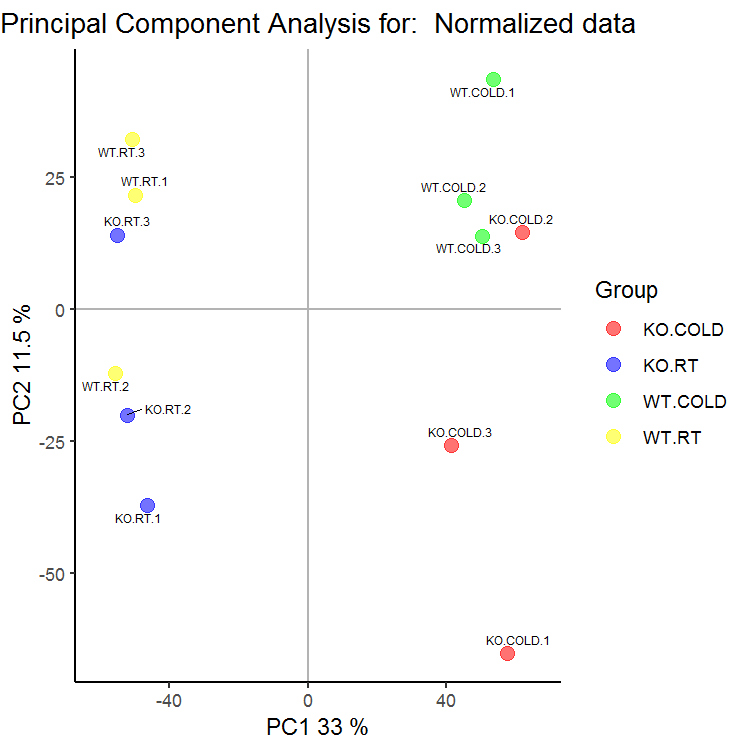 Principal Component Analysis for:  Normalized data
WT.COLD.1
WT.RT.3
WT.RT.1
WT.COLD.2
KO.RT.3
KO.COLD.2
WT.COLD.3
WT.RT.2
KO.RT.2
KO.COLD.3
KO.RT.1
KO.COLD.1
25
0
-25
-50
PC2 11.5 %
-40
0
40
PC1 33 %
Group
KO.COLD
KO.RT
WT.COLD
WT.RT